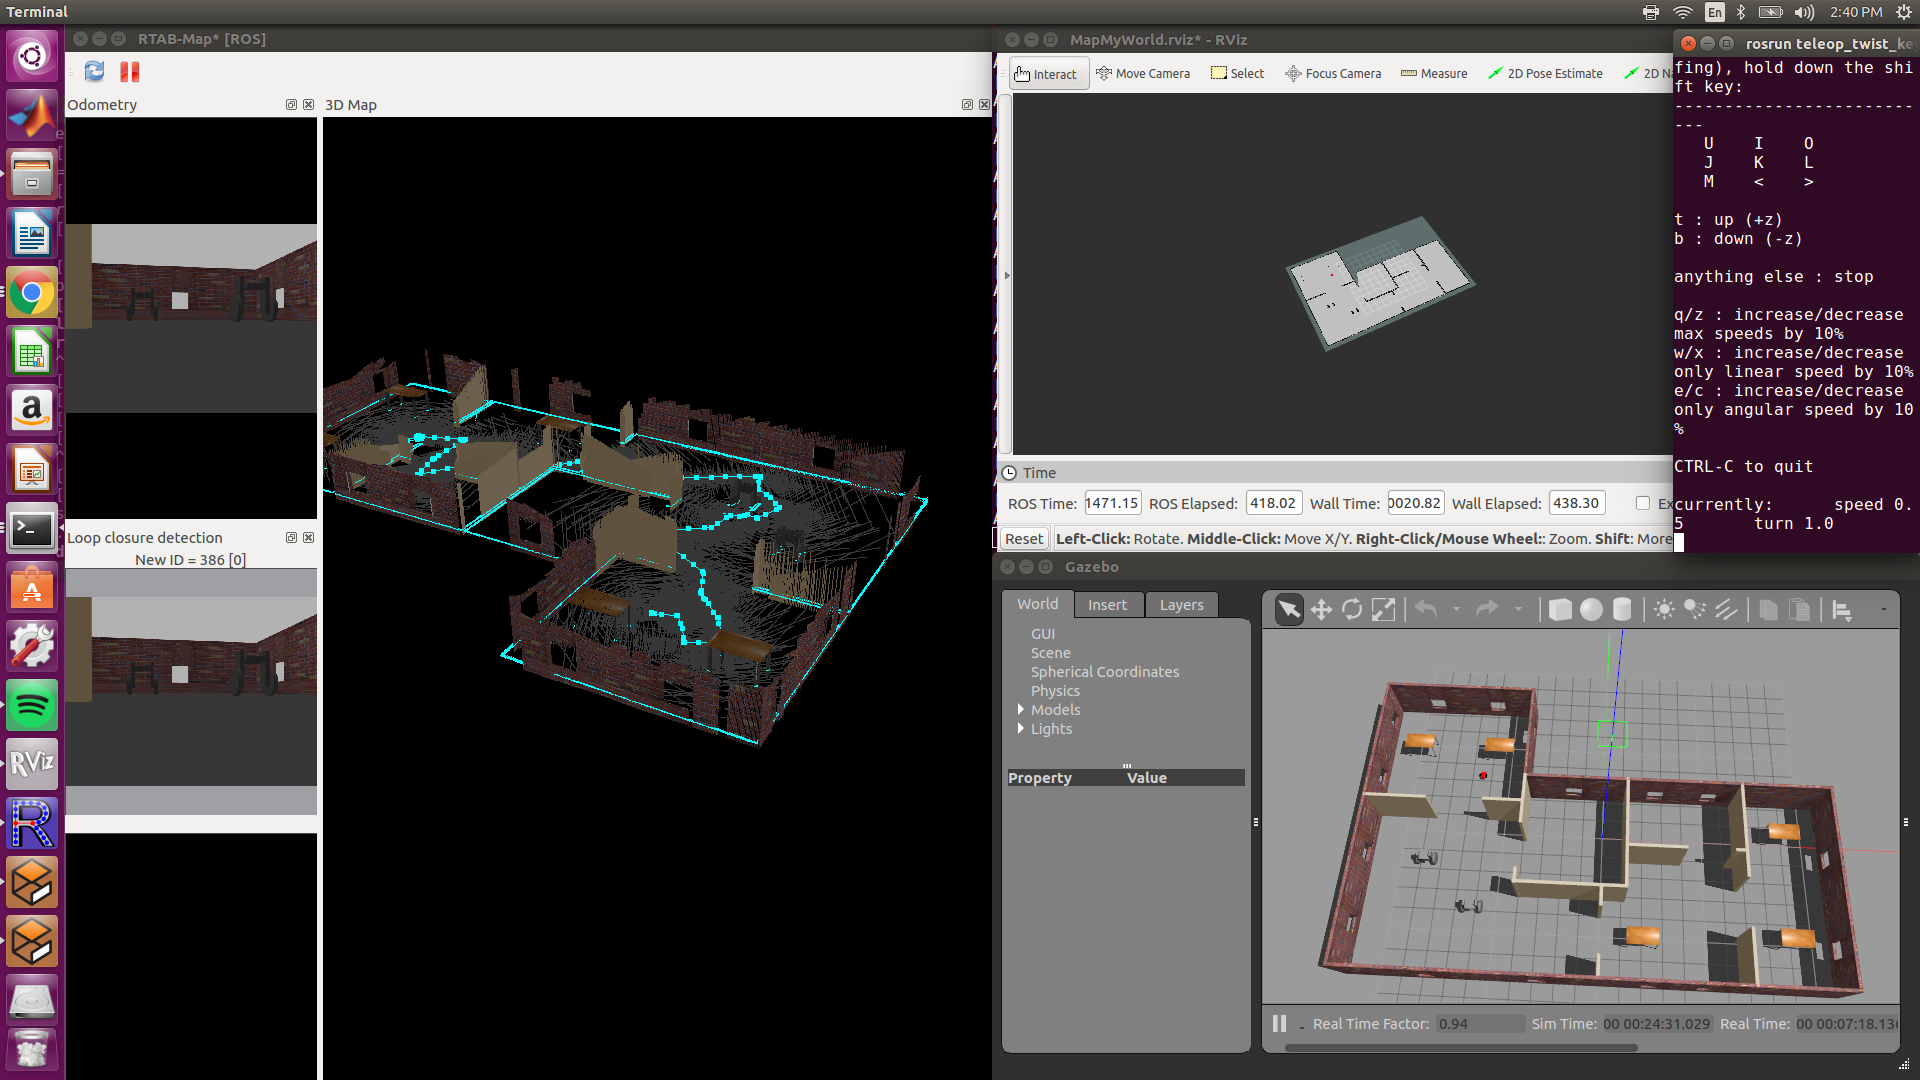 Terminal
En
2:40 PM
RTAB-Map* [ROS]
Odometry
3D Map
Loop closure detection
New ID = 386 [0]
MapMyWorld.rviz* - RViz
Interact
Move Camera
Select
Focus Camera
Measure
2D Pose Estimate
2D
Time
ROS Time: 1471.15 ROS Elapsed: 418.02 Wall Time: 0020.82 Wall Elapsed: 438.30
Reset
Left-Click: Rotate. Middle-Click: Move X/Y. Right-Click/Mouse Wheel:: Zoom. Shift: More
rosrun teleop_twist_ke
fing), hold down the shi
ft key:
------------------------
---
U I O
J K L
M < >
t : up (+z)
b : down (-z)
anything else : stop
q/z : increase/decrease
max speeds by 10%
w/x : increase/decrease
only linear speed by 10%
e/c : increase/decrease
only angular speed by 10
%
CTRL-C to quit
currently: speed 0.
5 turn 1.0
Gazebo
World
Insert
Layers
GUI
Scene
Spherical Coordinates
Physics
Models
Lights
Property Value
Real Time Factor: 0.94 Sim Time: 00 00:24:31.029 Real Time: 00 00:07:18.13
RViz
R
a